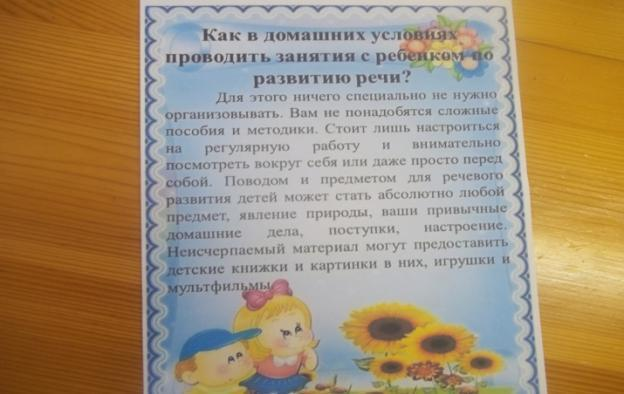 Как в домашних условиях
проводить занятия с ребенком по
развитию речи?
Для этого ничего специально не нужно
организовывать. Вам не понадобятся сложные
пособия и методики. Стоит лишь настроиться
на регулярную работу и внимательно
посмотреть вокруг себя или даже просто перед
собой. Поводом и предметом для речевого
развития детей может стать абсолютно любой
предмет, явление природы, ваши привычные
домашние дела, поступки, настроение.
Неисчерпаемый материал могут предоставить
детские книжки и картинки в них, игрушки и
мультфильмы.